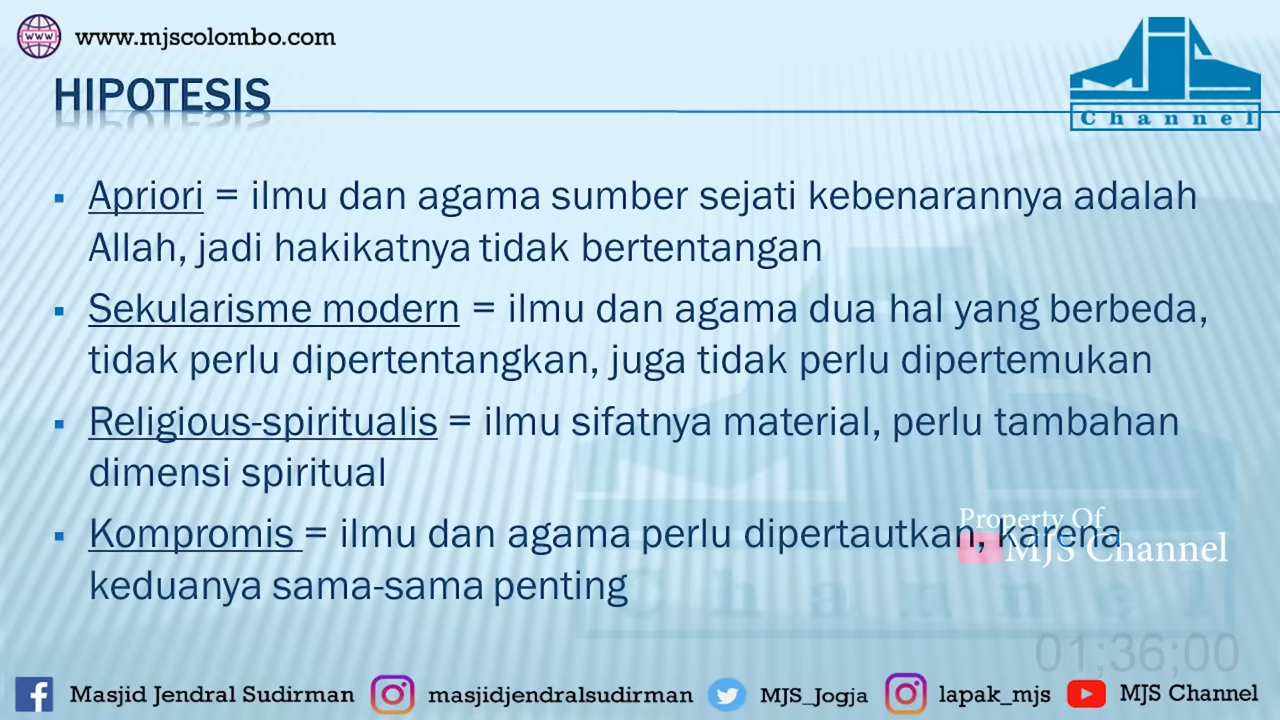 www.mjscolombo.com
HIPOTESIS
Channel
▪ Apriori = ilmu dan agama sumber sejati kebenarannya adalah
Allah, jadi hakikatnya tidak bertentangan
▪ Sekularisme modern = ilmu dan agama dua hal yang berbeda,
tidak perlu dipertentangkan, juga tidak perlu dipertemukan
▪ Religious-spiritualis = ilmu sifatnya material, perlu tambahan
dimensi spiritual
▪ Kompromis = ilmu dan agama perlu dipertautkan, karena
keduanya sama-sama penting
Property Of
MJS Channel
Channel
01;36;00
Masjid Jendral Sudirman masjidjendralsudirman MJS_Jogja lapak_mjs MJS Channel